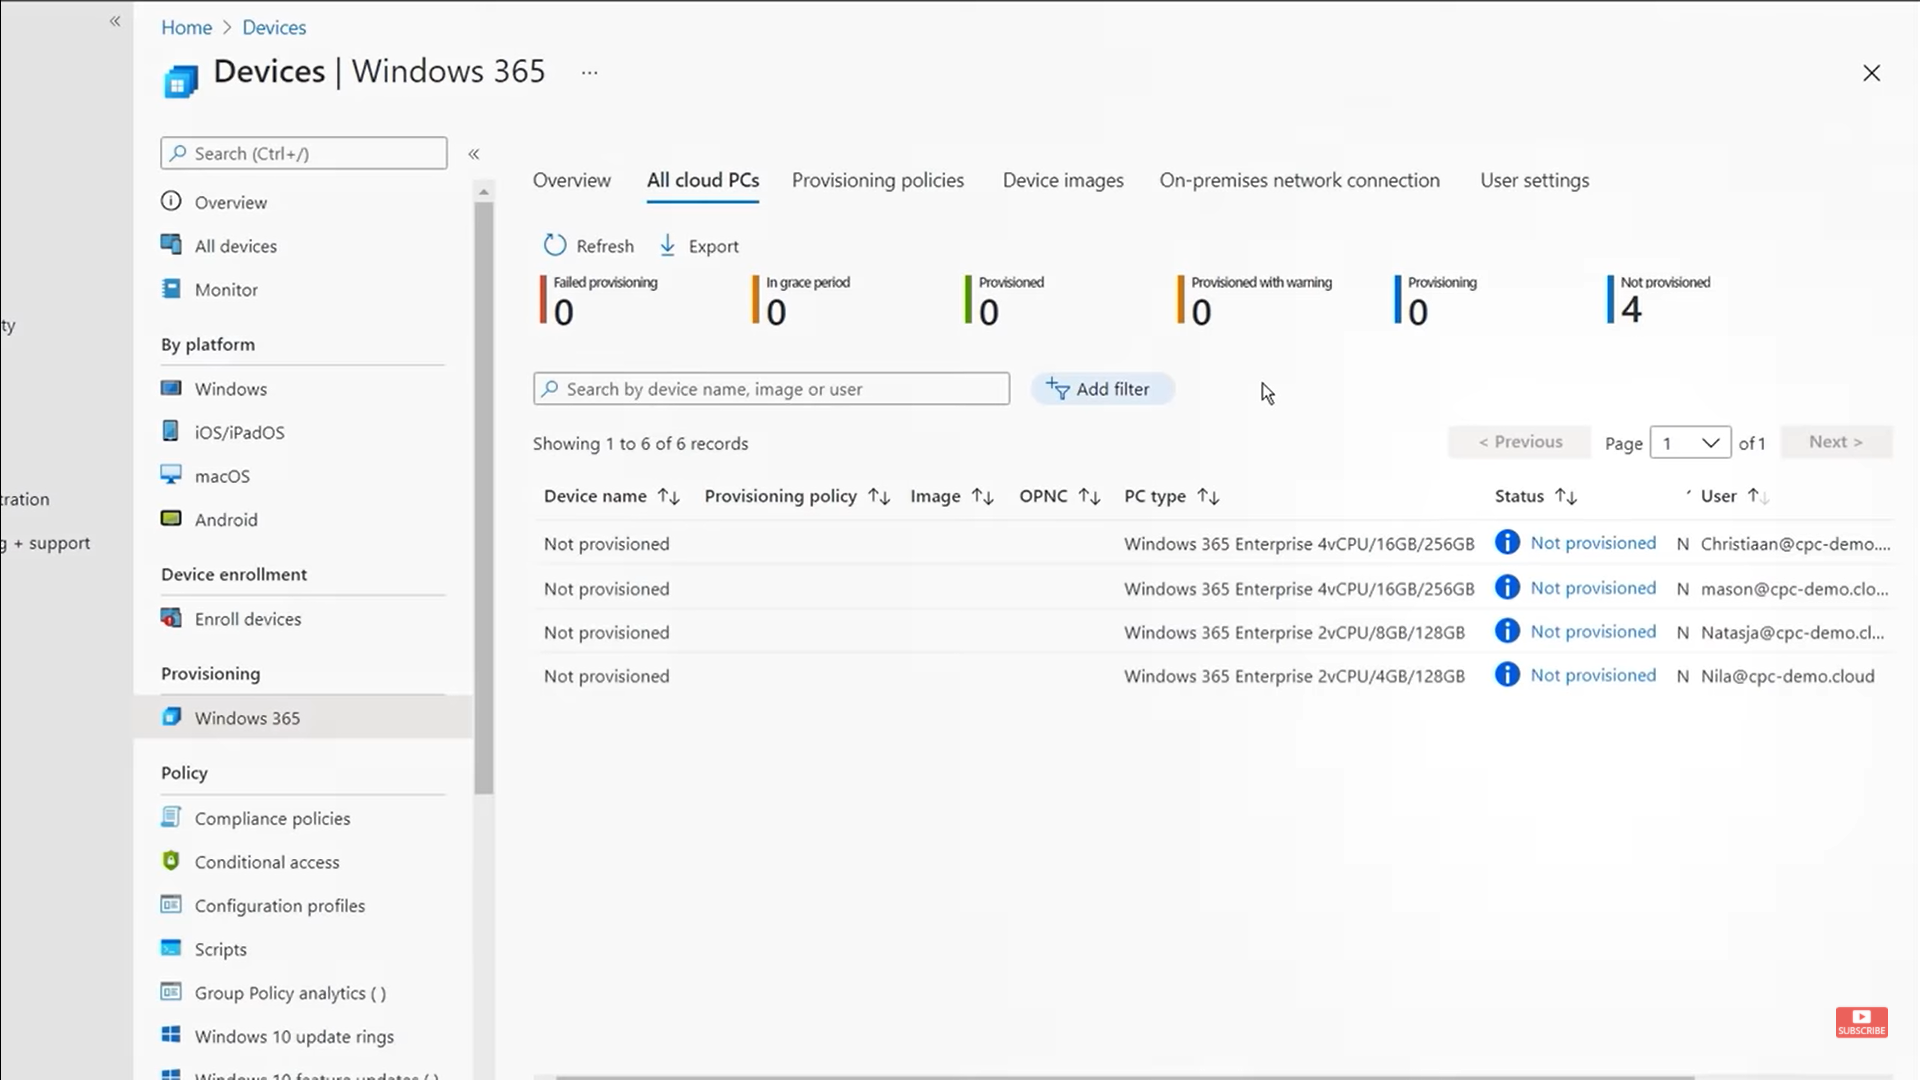 Home > Devices
Devices | Windows 365 ...
Search (Ctrl+/)
Overview
All devices
Monitor
By platform
Windows
iOS/iPadOS
macOS
Android
Device enrollment
Enroll devices
Provisioning
Windows 365
Policy
Compliance policies
Conditional access
Configuration profiles
Scripts
Group Policy analytics ( )
Windows 10 update rings
Windows 10 feature updates ( )
ty
tration
g + support
Overview All cloud PCs Provisioning policies Device images On-premises network connection User settings
Refresh Export
Failed provisioning In grace period Provisioned Provisioned with warning Provisioning Not provisioned
0 0 0 0 0 4
Search by device name, image or user Add filter
Showing 1 to 6 of 6 records < Previous Page 1 of 1 Next >
Device name Provisioning policy Image OPNC PC type Status User
Not provisioned Windows 365 Enterprise 4vCPU/16GB/256GB Not provisioned N Christiaan@cpc-demo....
Not provisioned Windows 365 Enterprise 4vCPU/16GB/256GB Not provisioned N mason@cpc-demo.clo...
Not provisioned Windows 365 Enterprise 2vCPU/8GB/128GB Not provisioned N Natasja@cpc-demo.cl...
Not provisioned Windows 365 Enterprise 2vCPU/4GB/128GB Not provisioned N Nila@cpc-demo.cloud
SUBSCRIBE